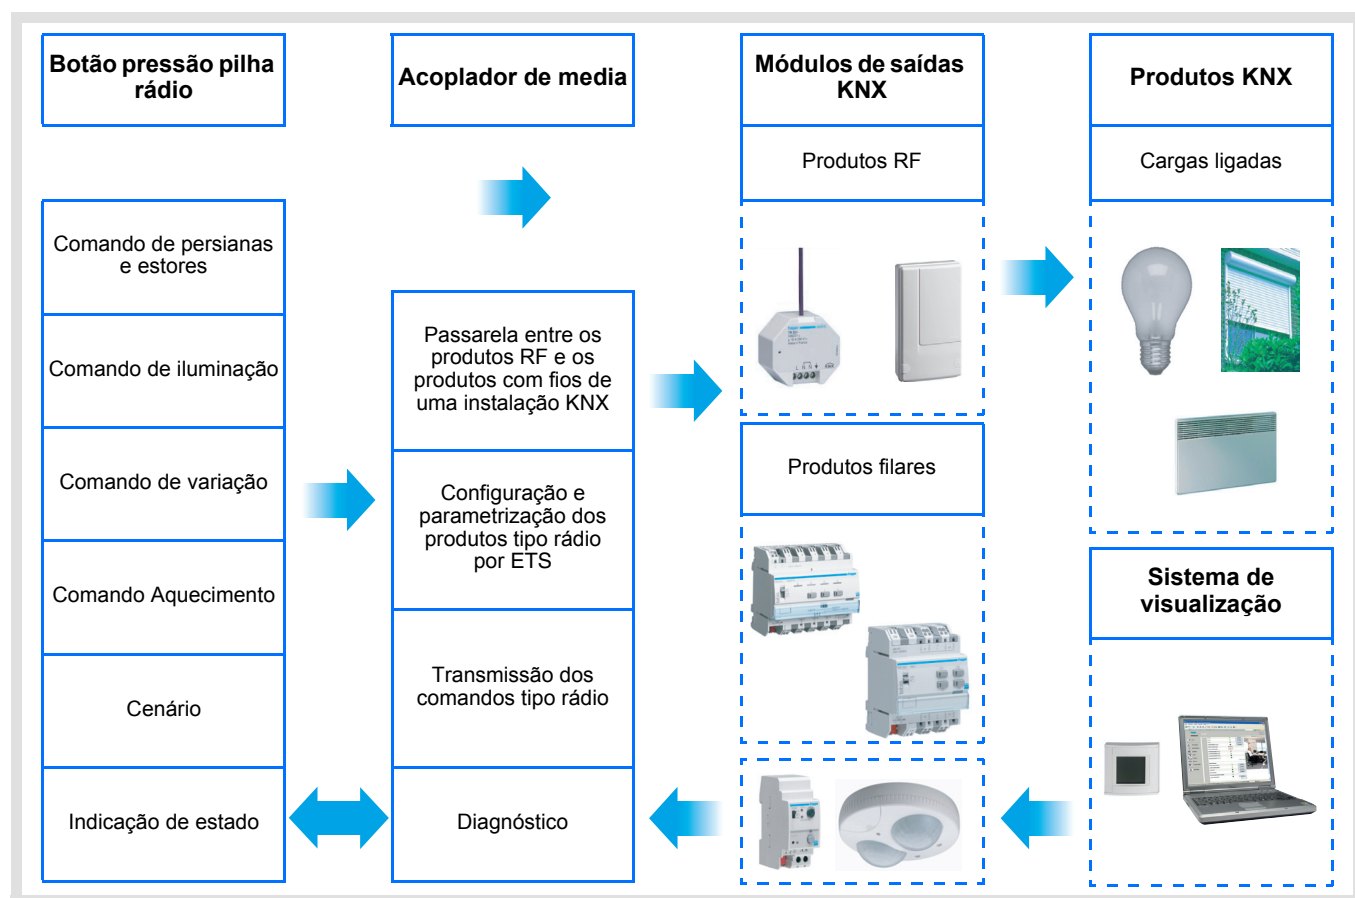 Botão pressão pilha
rádio
Comando de persianas
e estores
Comando de iluminação
Comando de variação
Comando Aquecimento
Cenário
Indicação de estado
Acoplador de media
Passarela entre os
produtos RF e os
produtos com fios de
uma instalação KNX
Configuração e
parametrização dos
produtos tipo rádio
por ETS
Transmissão dos
comandos tipo rádio
Diagnóstico
Módulos de saídas
KNX
Produtos RF
Produtos filares
Produtos KNX
Cargas ligadas
Sistema de
visualização